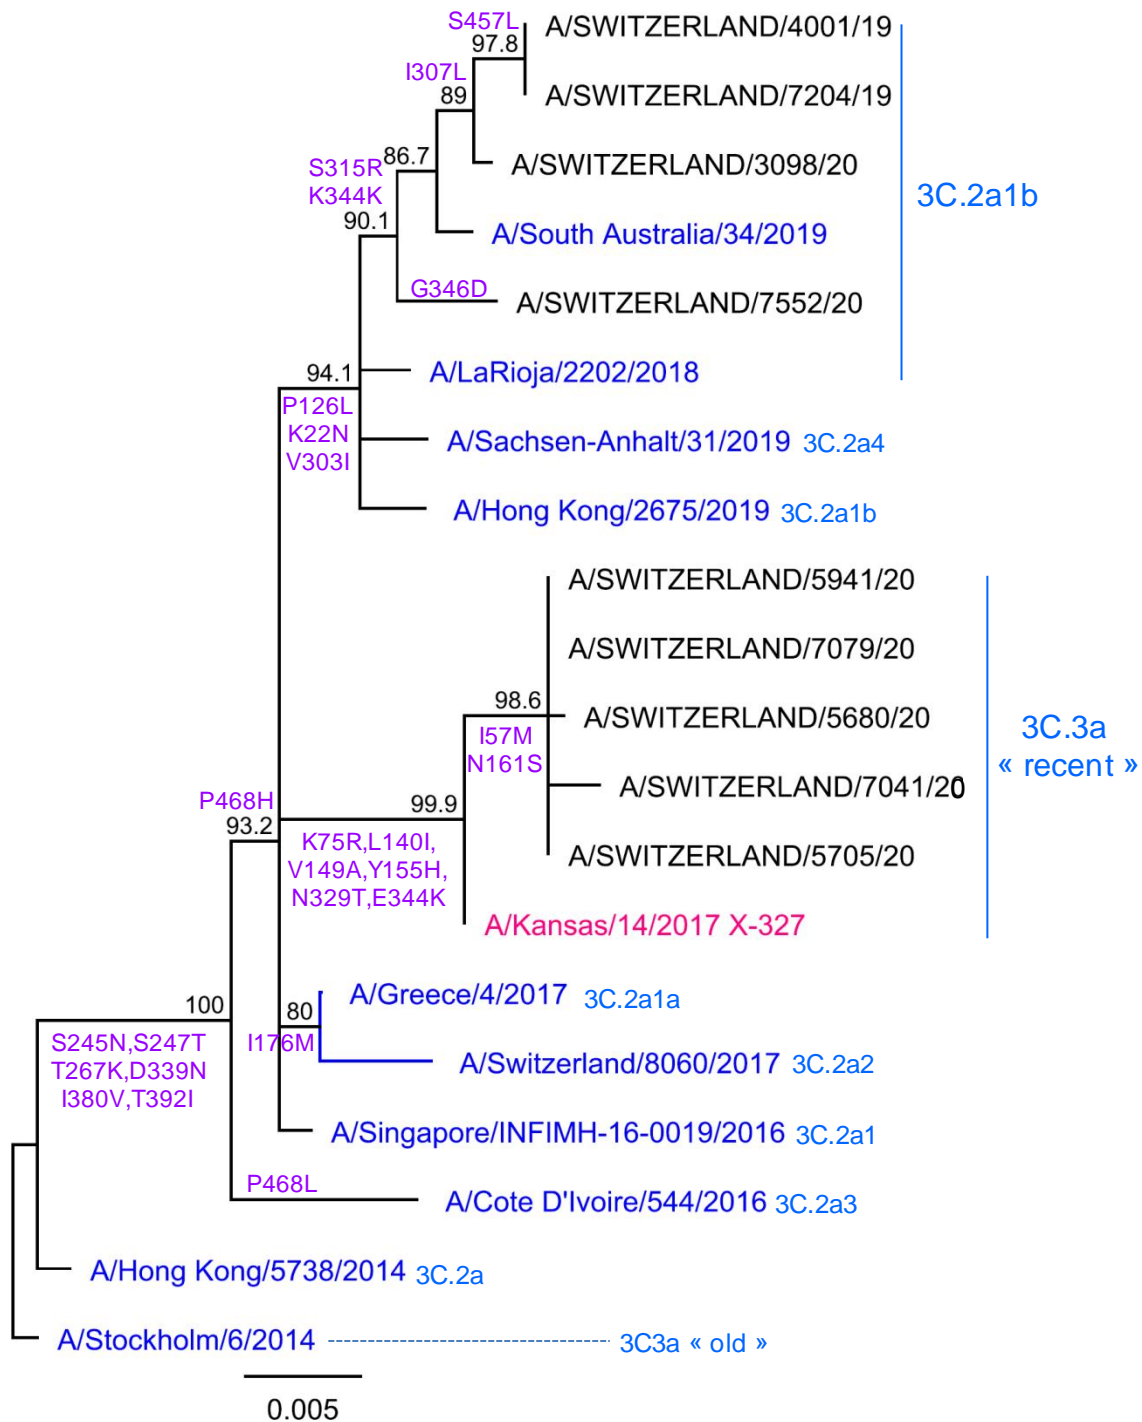 S457L
A/SWITZERLAND/4001/19
97.8
I307L
A/SWITZERLAND/7204/19
89
86.7
S315R
K344K
A/SWITZERLAND/3098/20
3C.2a1b
90.1
A/South Australia/34/2019
G346D
A/SWITZERLAND/7552/20
94.1
A/LaRioja/2202/2018
P126L
K22N
V303I
A/Sachsen-Anhalt/31/2019 3C.2a4
A/Hong Kong/2675/2019 3C.2a1b
A/SWITZERLAND/5941/20
A/SWITZERLAND/7079/20
98.6
A/SWITZERLAND/5680/20
I57M
N161S
3C.3a
« recent »
A/SWITZERLAND/7041/20
P468H
99.9
93.2
K75R,L140I,
V149A,Y155H,
N329T,E344K
A/SWITZERLAND/5705/20
A/Kansas/14/2017 X-327
100
80
A/Greece/4/2017 3C.2a1a
S245N,S247T
T267K,D339N
I380V,T392I
I176M
A/Switzerland/8060/2017 3C.2a2
A/Singapore/INFIMH-16-0019/2016 3C.2a1
P468L
A/Cote D'Ivoire/544/2016 3C.2a3
A/Hong Kong/5738/2014 3C.2a
A/Stockholm/6/2014 3C3a « old »
0.005